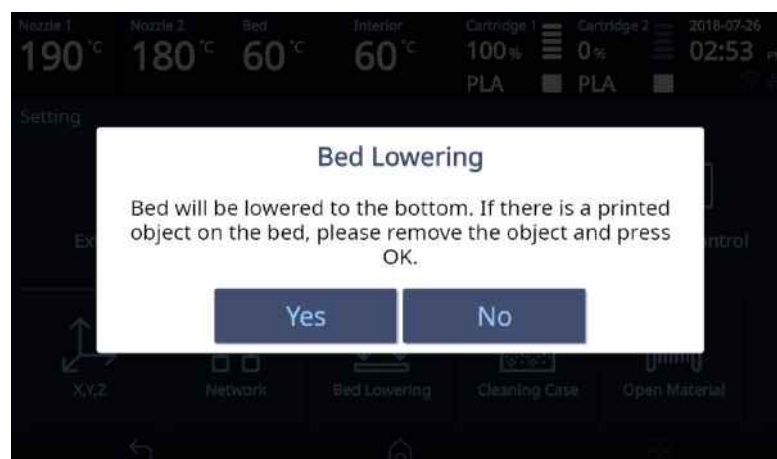 Nozzle 1 Nozzle 2 Bed Interior Cartridge 1 Cartridge 2 2018-07-26
190 °C 180 °C 60 °C 60 °C 100 % 0 % 02:53
PLA PLA
Setting
Bed Lowering
Bed will be lowered to the bottom. If there is a printed
object on the bed, please remove the object and press
OK.
Yes No
X,Y,Z Network Bed Lowering Cleaning Case Open Material